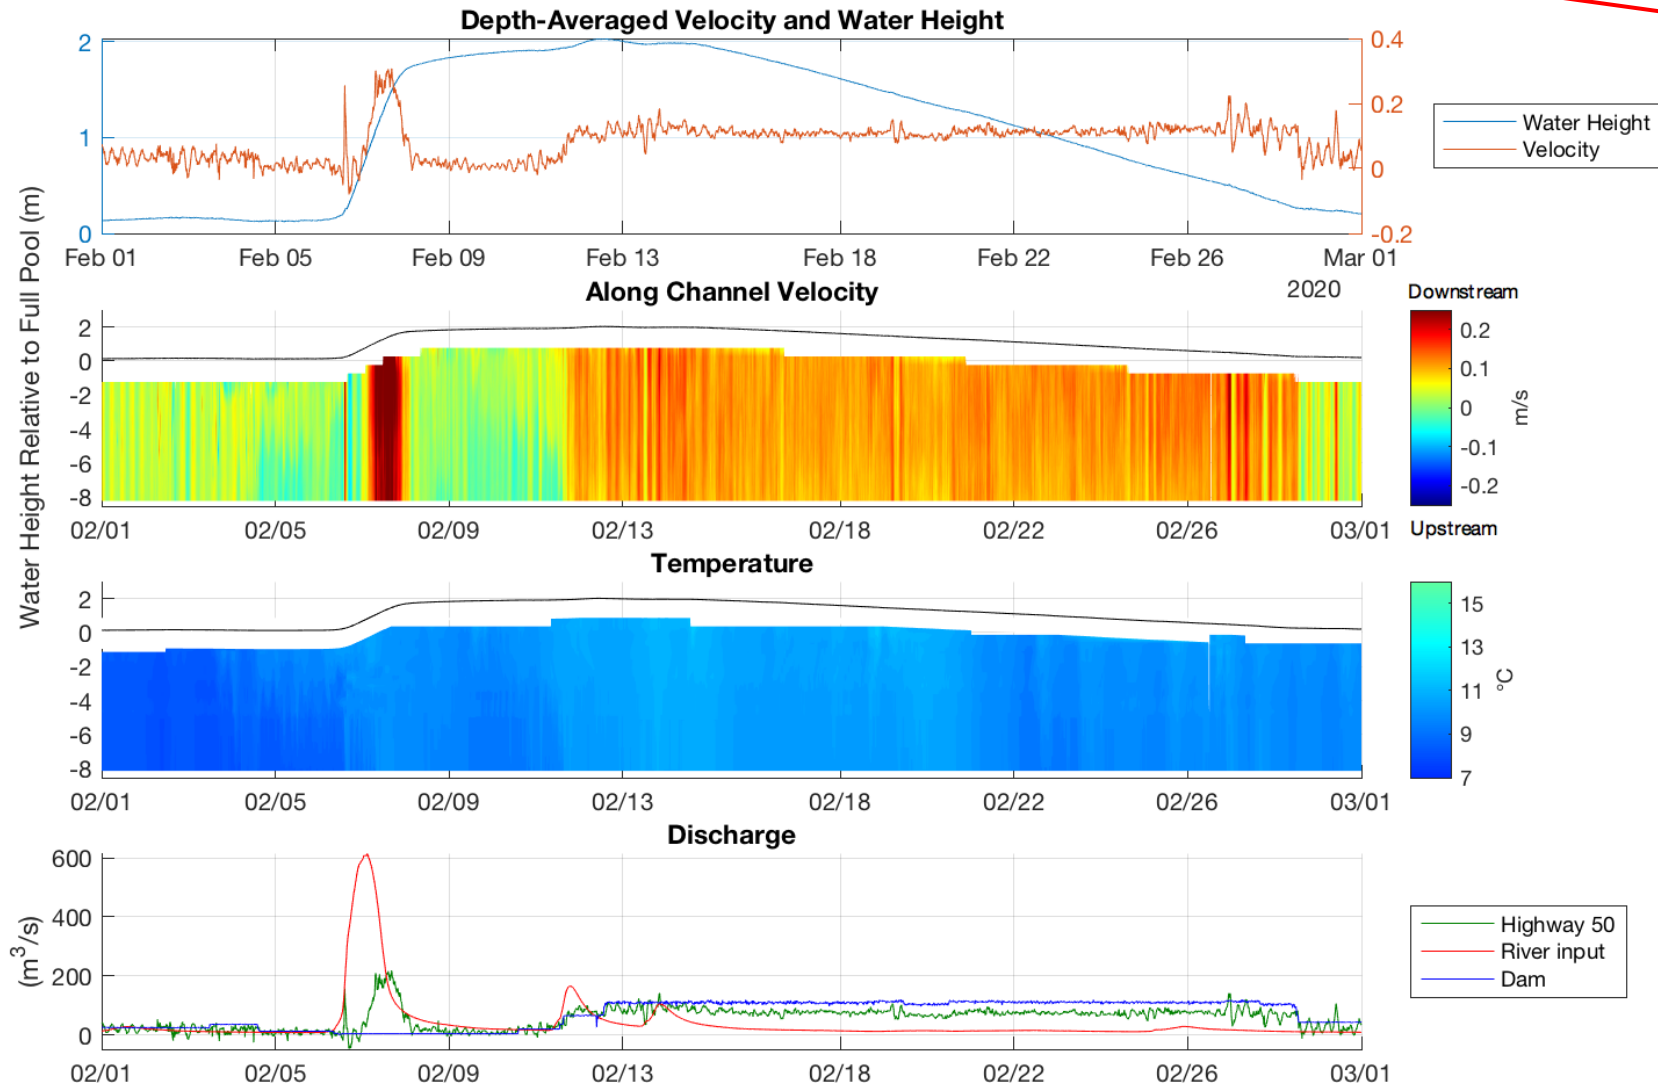 Depth-Averaged Velocity and Water Height
2
1
0
0.4
0.2
0
-0.2
Feb 01 Feb 05 Feb 09 Feb 13 Feb 18 Feb 22 Feb 26 Mar 01
2020
Water Height
Velocity
Water Height Relative to Full Pool (m)
Along Channel Velocity
2
0
-2
-4
-6
-8
02/01 02/05 02/09 02/13 02/18 02/22 02/26 03/01
Downstream
0.2
0.1
0
-0.1
-0.2
m/s
Upstream
Temperature
2
0
-2
-4
-6
-8
02/01 02/05 02/09 02/13 02/18 02/22 02/26 03/01
15
13
11
9
7
°C
Discharge
600
400
200
0
(m³/s)
02/01 02/05 02/09 02/13 02/18 02/22 02/26 03/01
Highway 50
River input
Dam